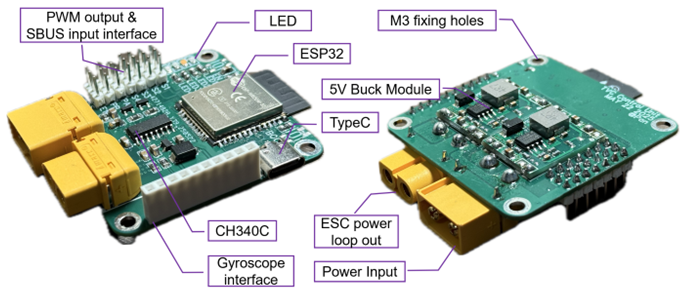 PWM output &
SBUS input interface
LED
ESP32
TypeC
CH340C
Gyroscope
interface
M3 fixing holes
5V Buck Module
ESC power
loop out
Power Input